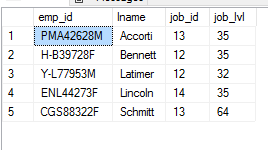 Messages
emp_id lname job_id job_lvl
1 PMA42628M Accorti 13 35
2 H-B39728F Bennett 12 35
3 Y-L77953M Latimer 12 32
4 ENL44273F Lincoln 14 35
5 CGS88322F Schmitt 13 64